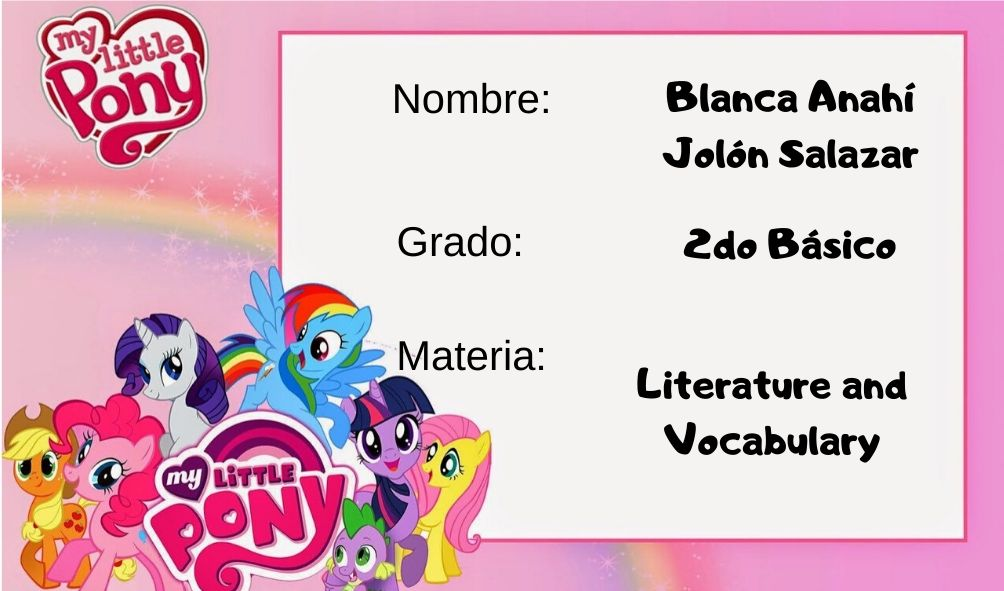 my
little
Pony
Nombre:
Blanca Anahí
Jolón Salazar
Grado:
2do Básico
Materia:
Literature and
Vocabulary
my LiTTLE
PONY